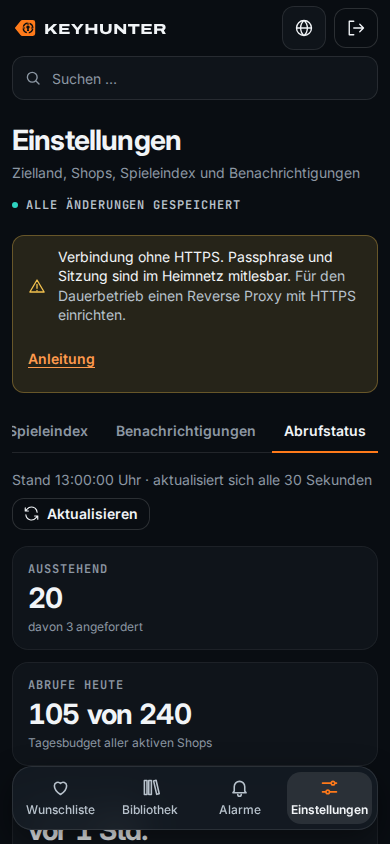 KEYHUNTER
Suchen ...
Einstellungen
Zielland, Shops, Spieleindex und Benachrichtigungen
ALLE ÄNDERUNGEN GESPEICHERT
Verbindung ohne HTTPS. Passphrase und
Sitzung sind im Heimnetz mitlesbar. Für den
Dauerbetrieb einen Reverse Proxy mit HTTPS
einrichten.
Anleitung
Spieleindex Benachrichtigungen Abrufstatus
Stand 13:00:00 Uhr · aktualisiert sich alle 30 Sekunden
Aktualisieren
AUSSTEHEND
20
davon 3 angefordert
ABRUFE HEUTE
105 von 240
Tagesbudget aller aktiven Shops
Wunschliste Bibliothek Alarme Einstellungen
vor 1 Std.